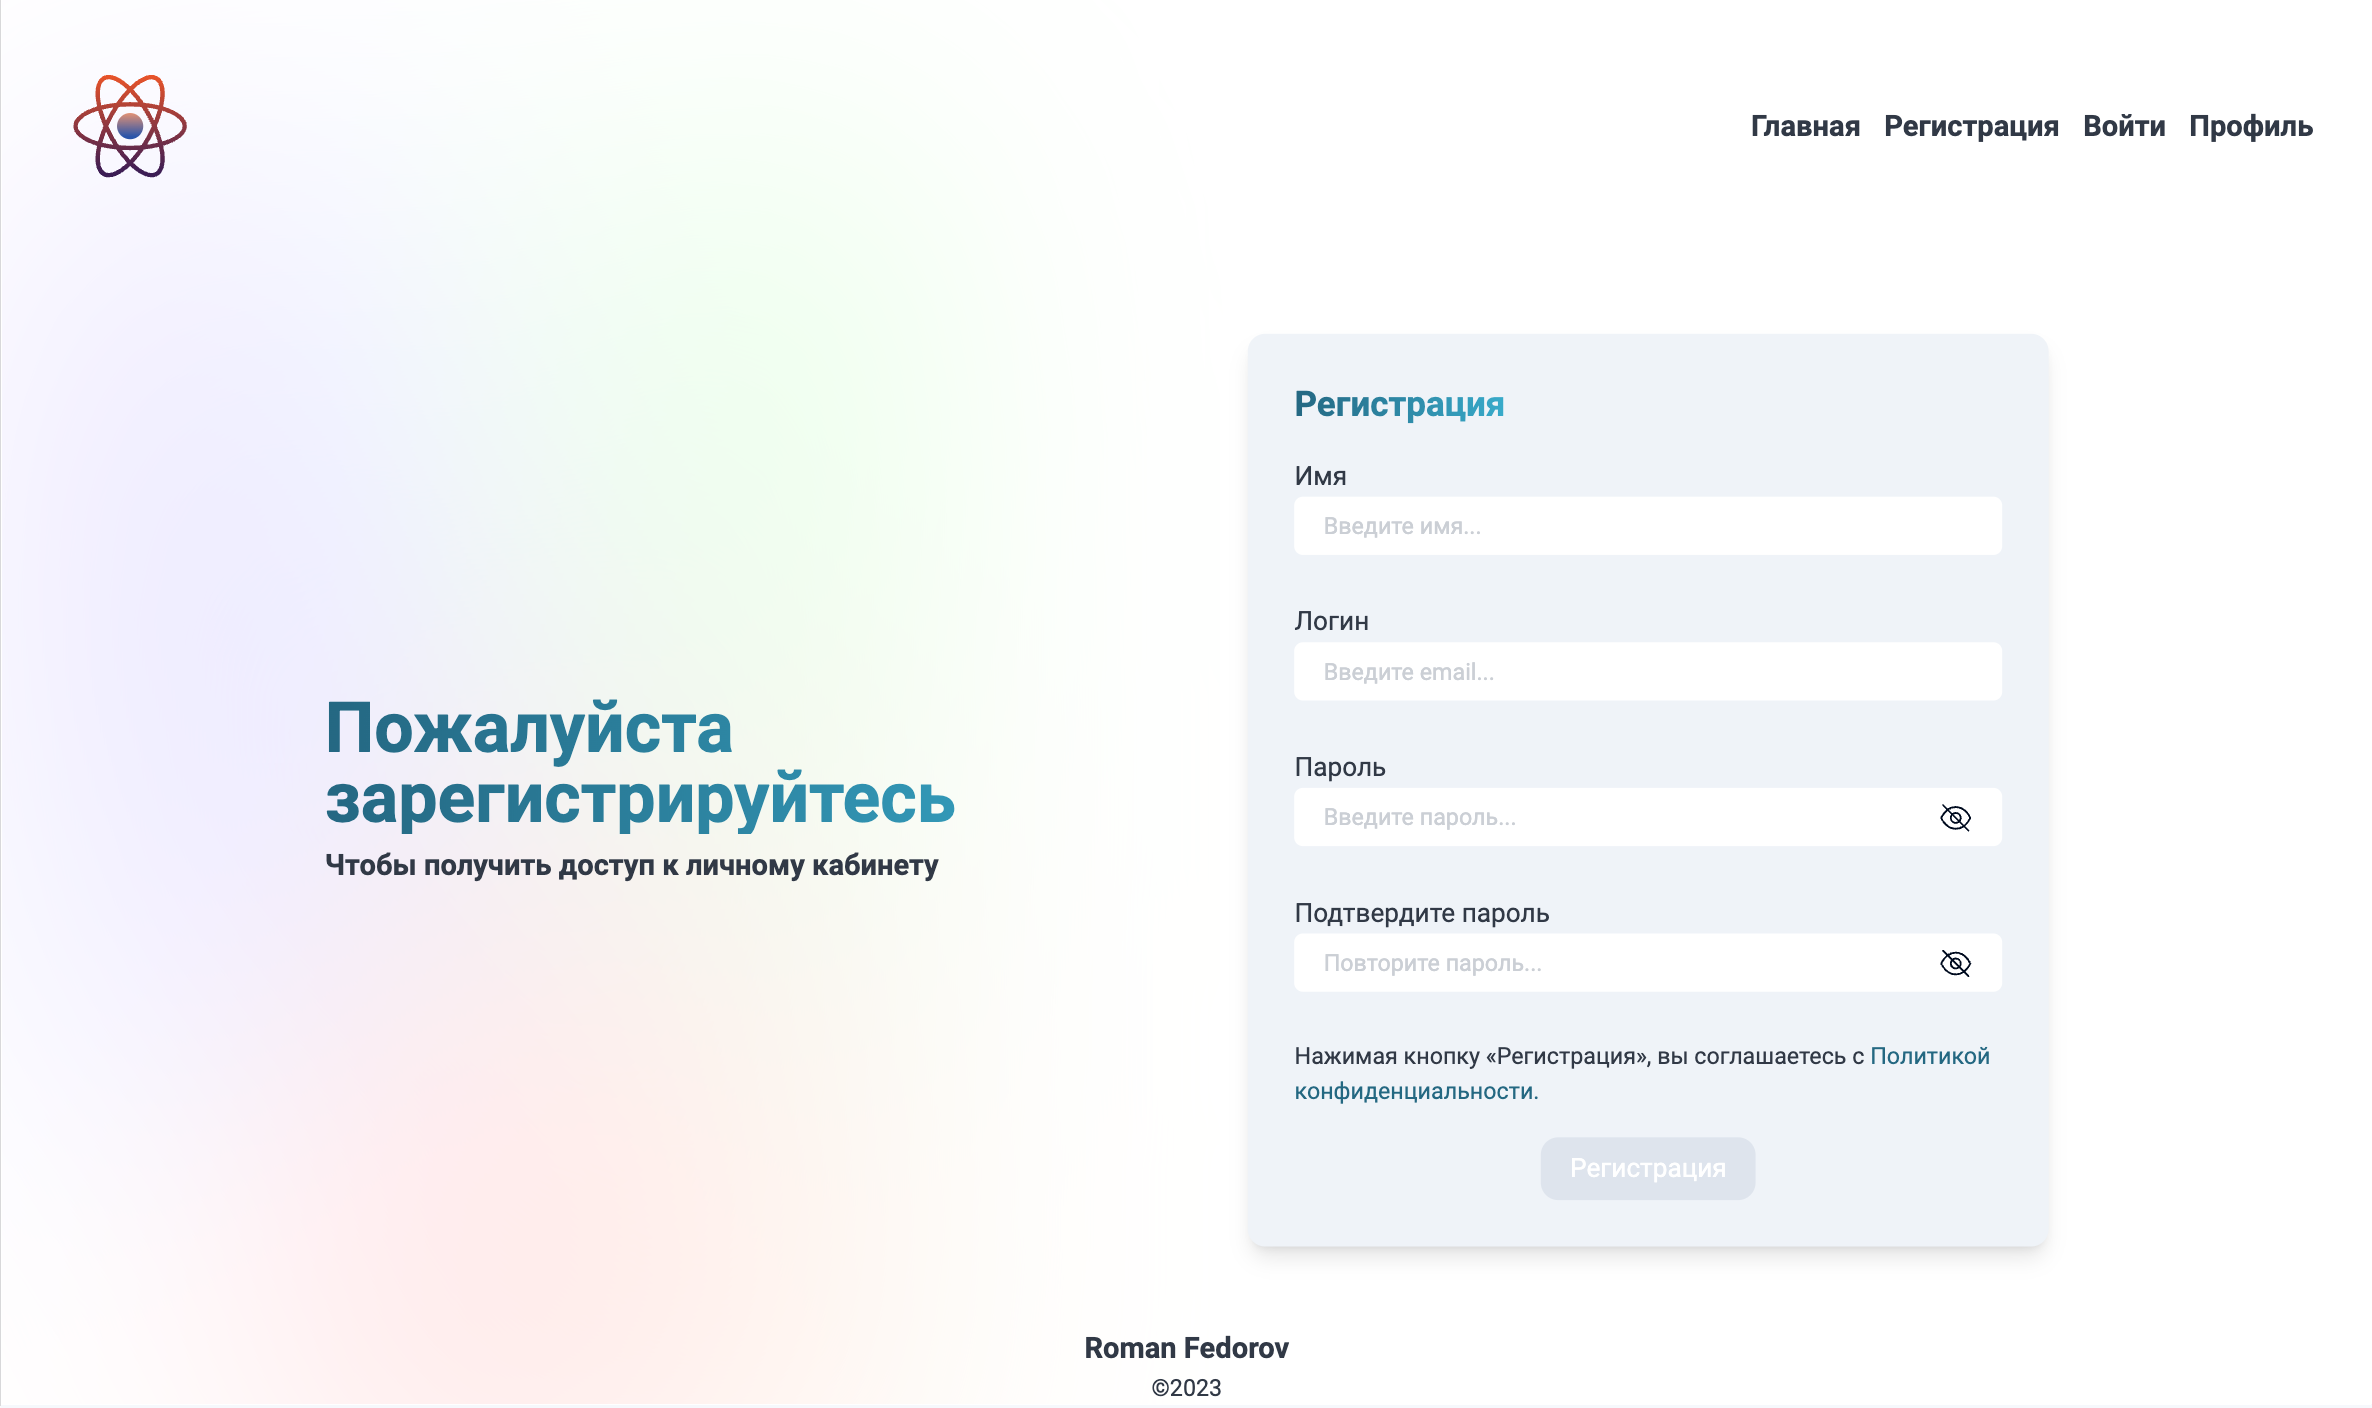 Главная Регистрация Войти Профиль
Пожалуйста
зарегистрируйтесь
Чтобы получить доступ к личному кабинету
Регистрация
Имя
Введите имя...
Логин
Введите email...
Пароль
Введите пароль...
Подтвердите пароль
Повторите пароль...
Нажимая кнопку «Регистрация», вы соглашаетесь с Политикой
конфиденциальности.
Регистрация
Roman Fedorov
©2023